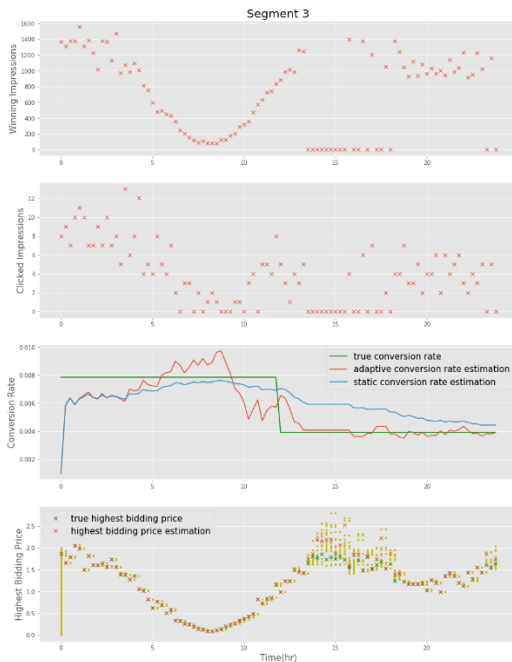 Segment 3
Winning Impressions
1600
1400
1200
1000
800
600
400
200
0
0 5 10 15 20
Clicked Impressions
12
10
8
6
4
2
0
0 5 10 15 20
Conversion Rate
0.010
0.008
0.006
0.004
0.002
true conversion rate
adaptive conversion rate estimation
static conversion rate estimation
0 5 10 15 20
Highest Bidding Price
2.5
2.0
1.5
1.0
0.5
0.0
true highest bidding price
highest bidding price estimation
0 5 10 15 20
Time(hr)